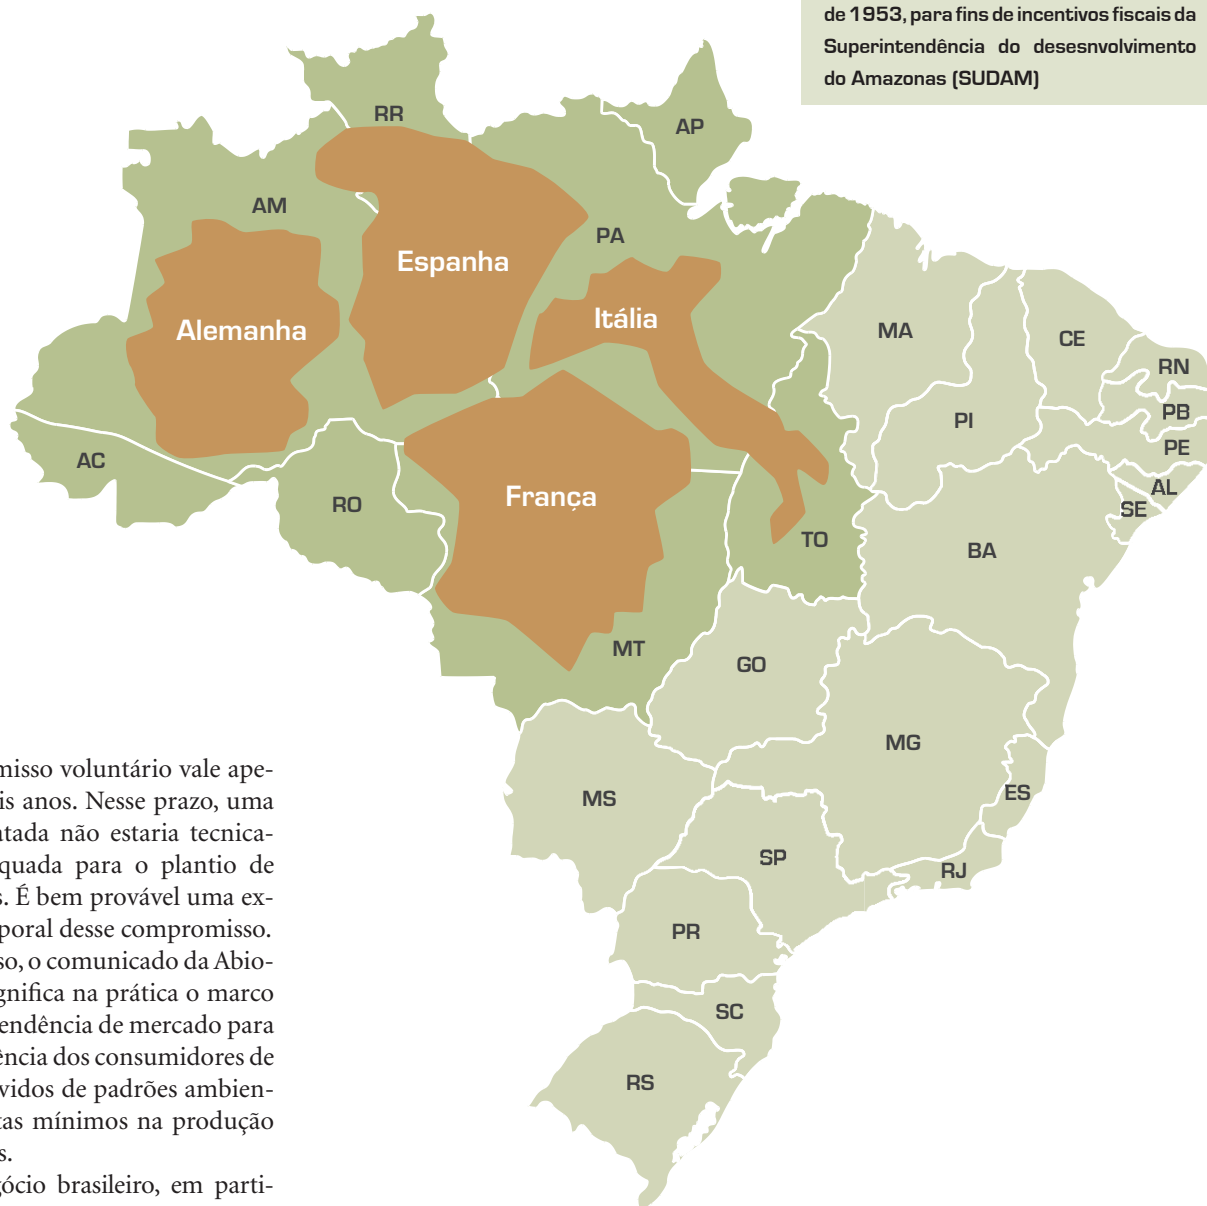 de 1953, para fins de incentivos fiscais da
Superintendência do desesnvolvimento
do Amazonas (SUDAM)
RR
AP
AM
PA
Espanha
Itália
Alemanha
MA
CE
RN
PI
PB
PE
AC
AL
França
RO
SE
TO
BA
MT
GO
MG
MS
ES
SP
RJ
PR
SC
RS
misso voluntário vale ape-
is anos. Nesse prazo, uma
atada não estaria tecnica-
quada para o plantio de
s. É bem provável uma ex-
poral desse compromisso.
so, o comunicado da Abio-
gnifica na prática o marco
endência de mercado para
ência dos consumidores de
vidos de padrões ambien-
tas mínimos na produção
s.
gócio brasileiro, em parti-